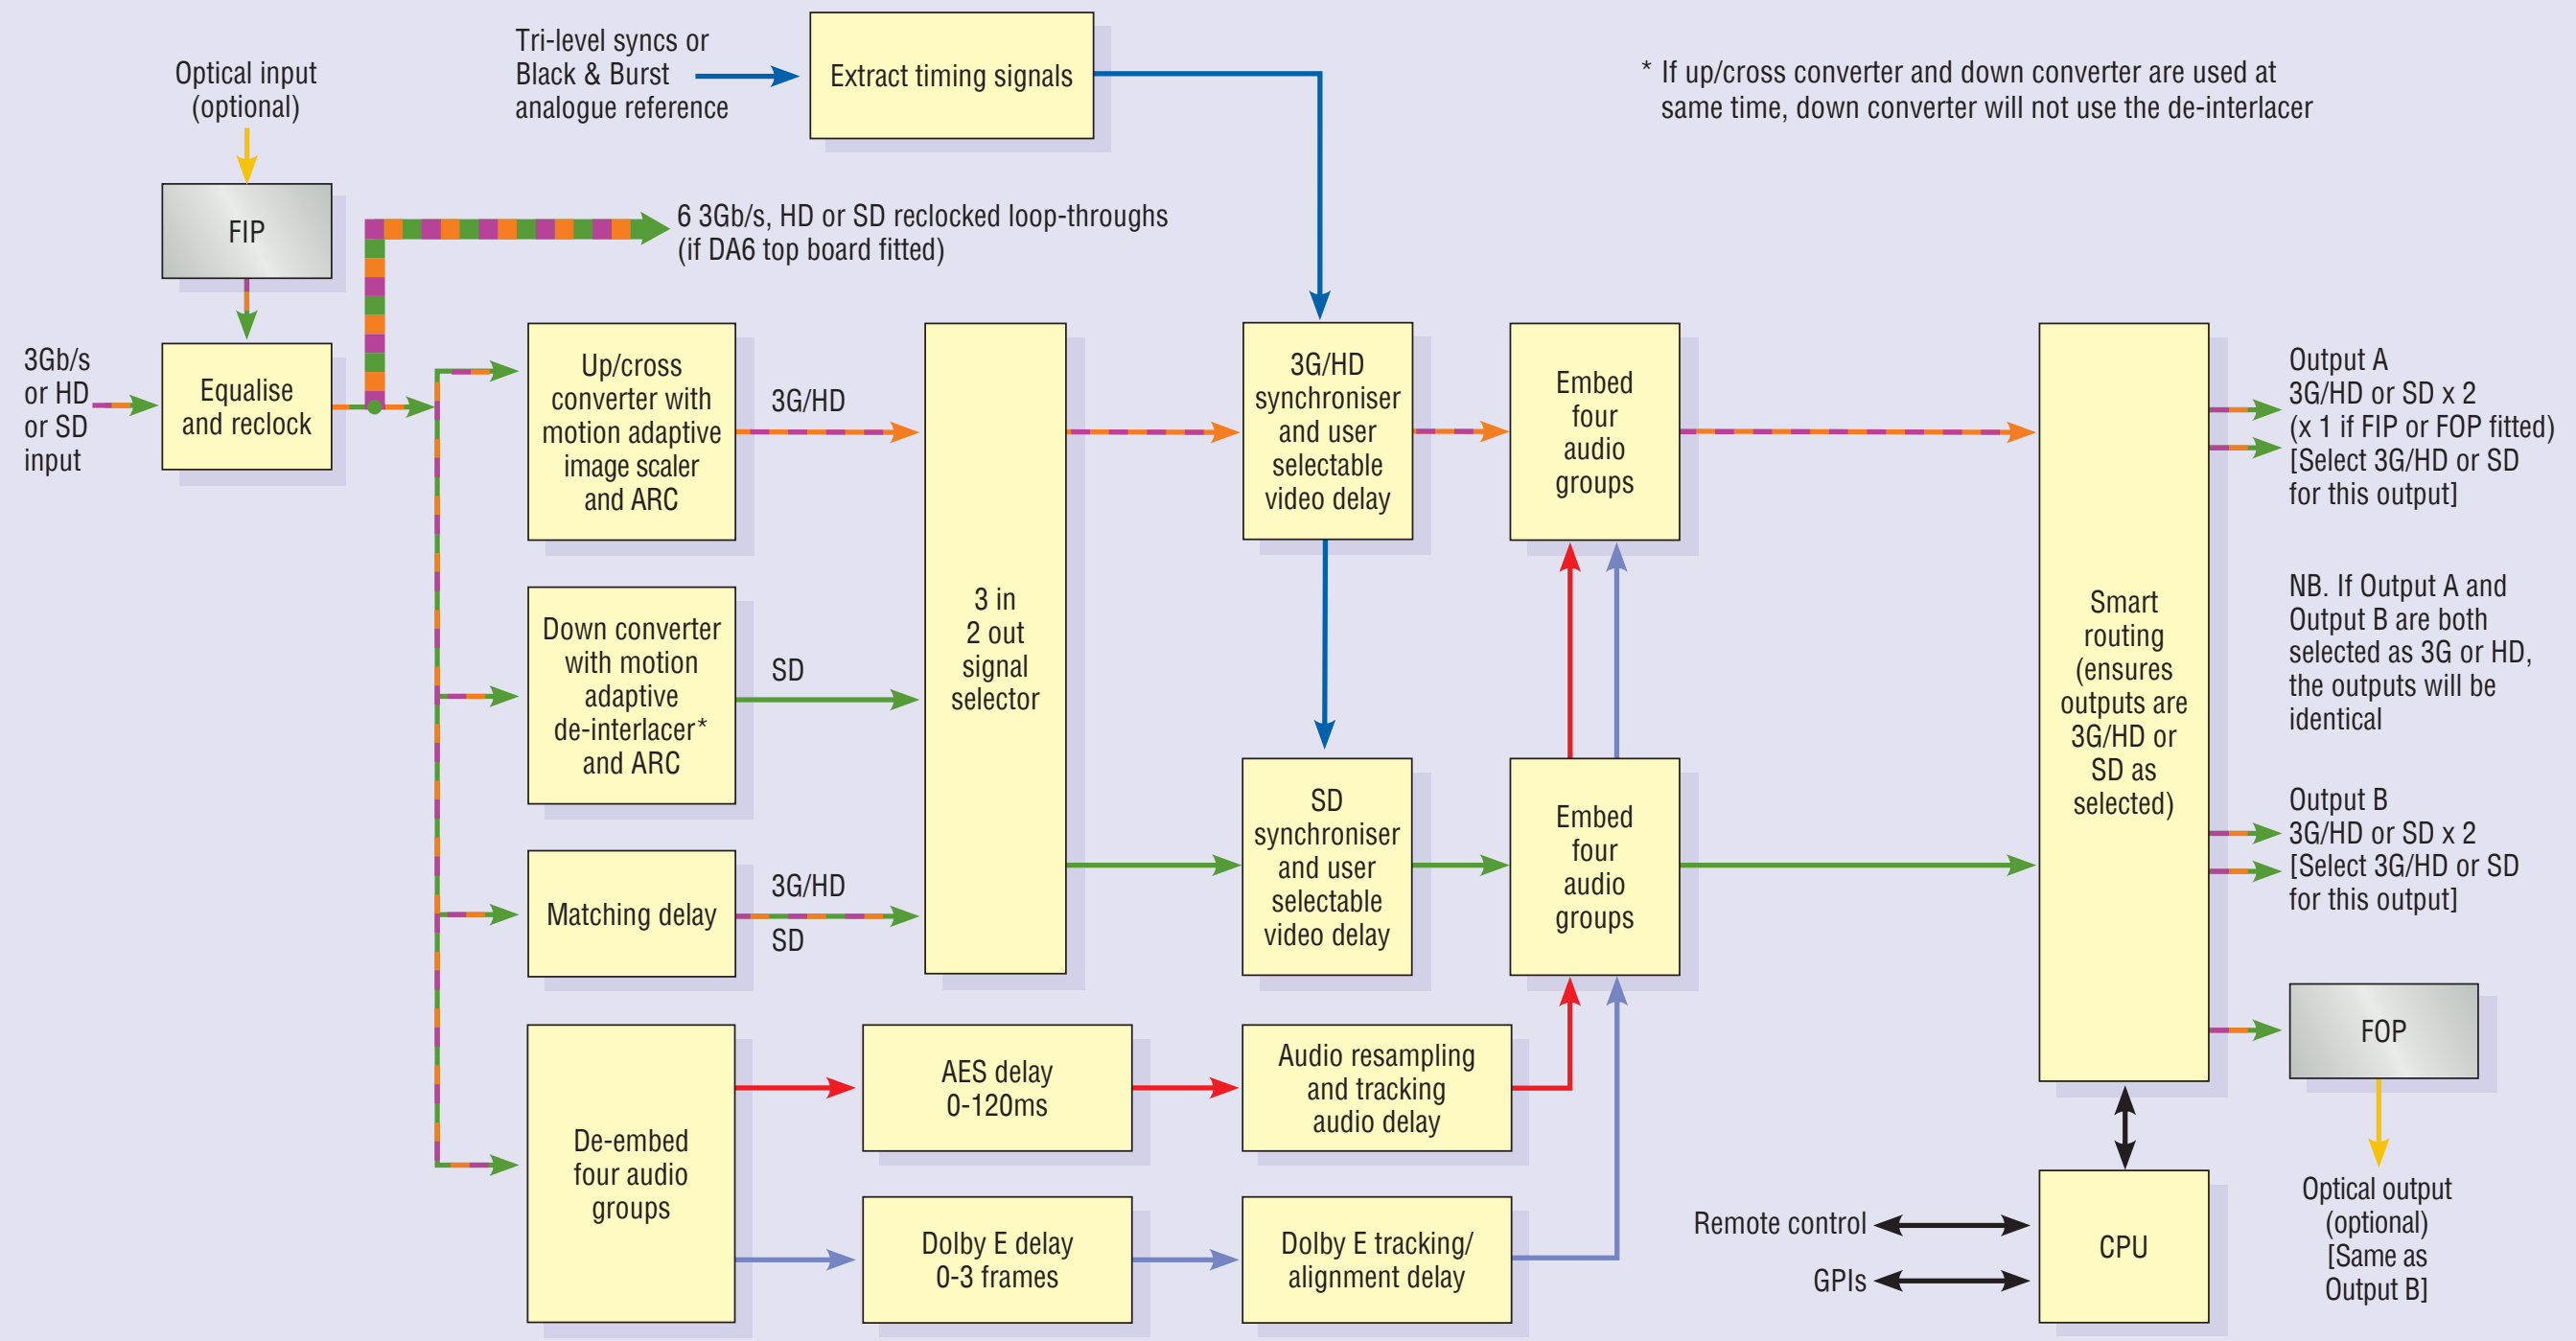 Tri-level syncs or
Black & Burst
analogue reference
Extract timing signals
* If up/cross converter and down converter are used at
same time, down converter will not use the de-interlacer
Optical input
(optional)
FIP
6 3Gb/s, HD or SD reclocked loop-throughs
(if DA6 top board fitted)
3Gb/s
or HD
or SD
input
Equalise
and reclock
Up/cross
converter with
motion adaptive
image scaler
and ARC
3G/HD
Down converter
with motion
adaptive
de-interlacer*
and ARC
SD
Matching delay
3G/HD
SD
3 in
2 out
signal
selector
3G/HD
synchroniser
and user
selectable
video delay
Embed
four
audio
groups
SD
synchroniser
and user
selectable
video delay
Embed
four
audio
groups
Smart
routing
(ensures
outputs are
3G/HD or
SD as
selected)
Output A
3G/HD or SD x 2
(x 1 if FIP or FOP fitted)
[Select 3G/HD or SD
for this output]
NB. If Output A and
Output B are both
selected as 3G or HD,
the outputs will be
identical
Output B
3G/HD or SD x 2
[Select 3G/HD or SD
for this output]
De-embed
four audio
groups
AES delay
0-120ms
Audio resampling
and tracking
audio delay
Dolby E delay
0-3 frames
Dolby E tracking/
alignment delay
FOP
Optical output
(optional)
[Same as
Output B]
Remote control
GPIs
CPU